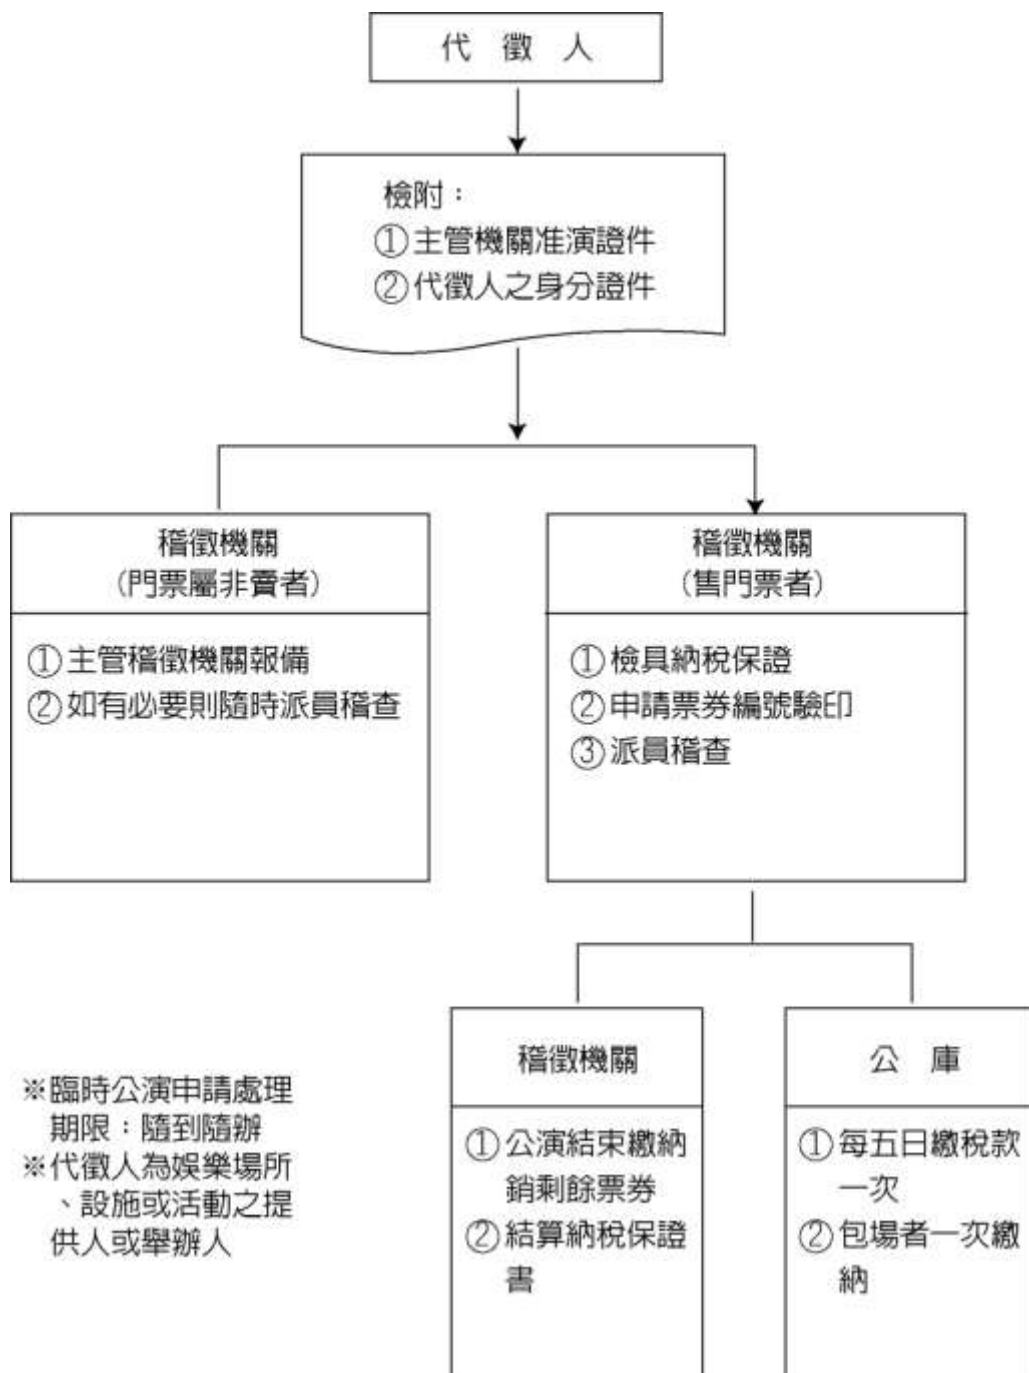 代徵人
檢附：
①主管機關准演證件
②代徵人之身分證件
稽徵機關
(門票屬非賣者)
①主管稽徵機關報備
②如有必要則隨時派員稽查
稽徵機關
(售門票者)
①檢具納稅保證
②申請票券編號驗印
③派員稽查
稽徵機關
①公演結束繳納
銷剩餘票券
②結算納稅保證
書
公庫
①每五日繳稅款
一次
②包場者一次繳
納
※臨時公演申請處理
期限：隨到隨辦
※代徵人為娛樂場所
、設施或活動之提
供人或舉辦人